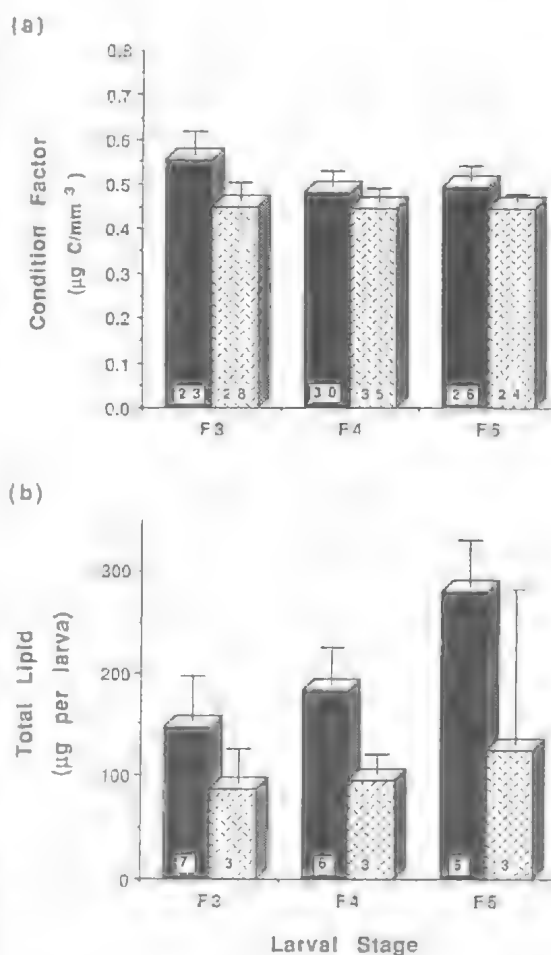 (a)
Condition Factor
(µg C/mm³)
0.8
0.7
0.6
0.5
0.4
0.3
0.2
0.1
0.0
23 28 30 35 26 24
F3 F4 F5
(b)
Total Lipid
(µg per larva)
300
200
100
0
7 3 6 3 5 3
F3 F4 F5
Larval Stage